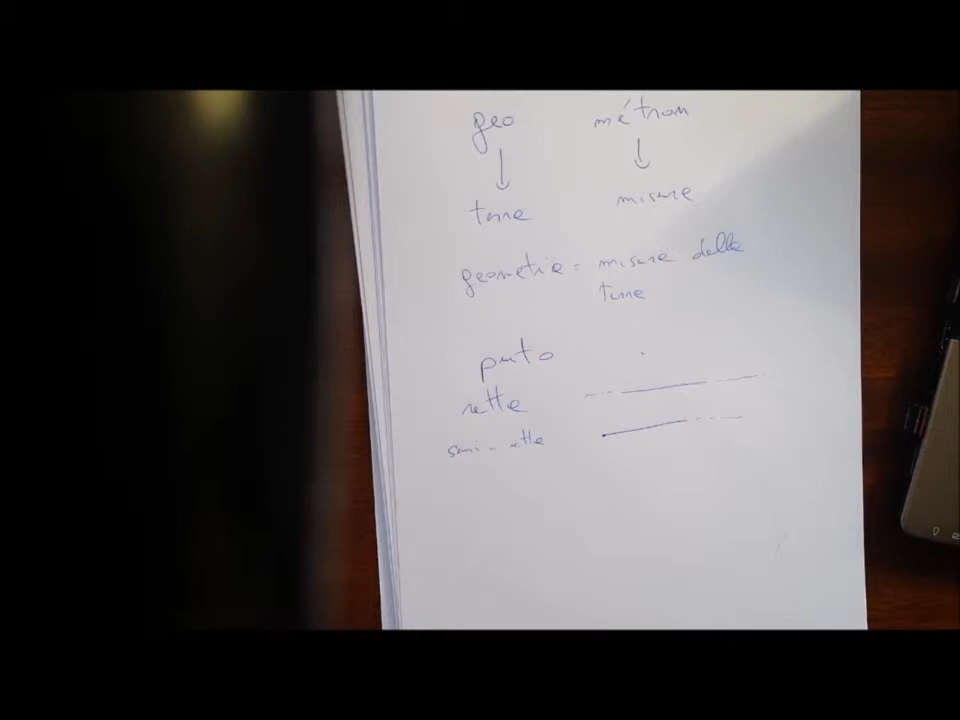 geo métron
terra misura
geometria = misura della
terra
punto
retta
semi-retta